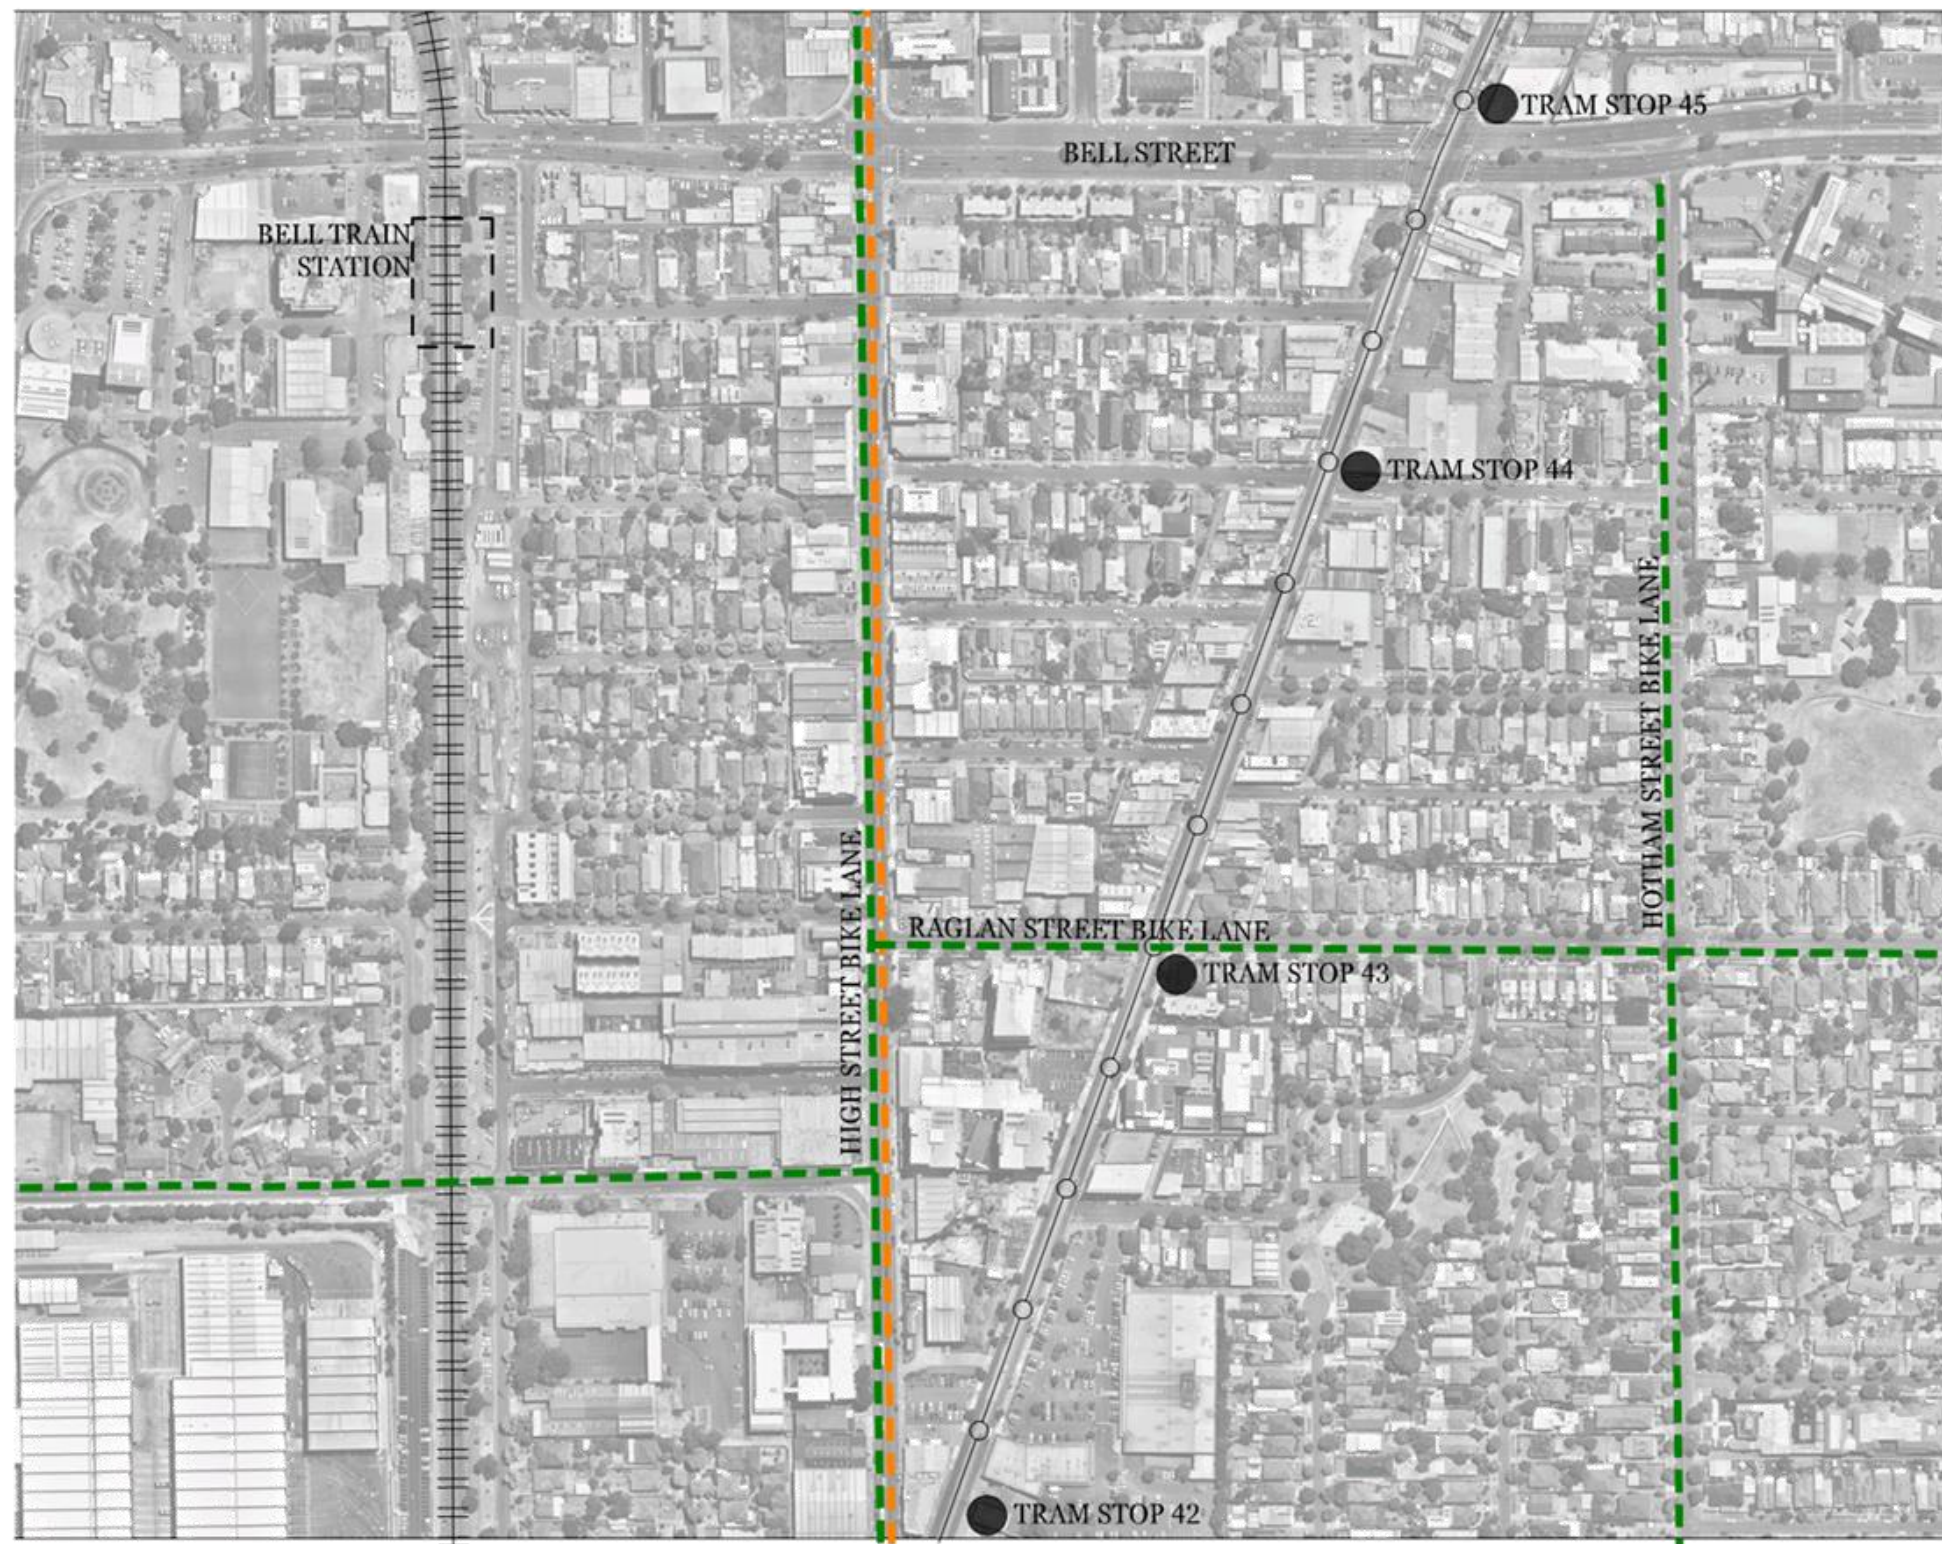 TRAM STOP 45
BELL STREET
BELL TRAIN
STATION
TRAM STOP 44
HOTHAM STREET BIKE LANE
HIGH STREET BIKE LANE
RAGLAN STREET BIKE LANE
TRAM STOP 43
TRAM STOP 42